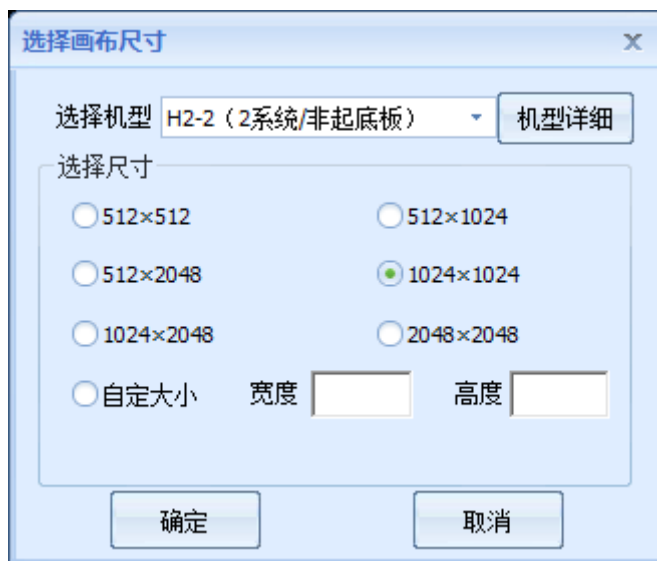 选择画布尺寸
选择机型 H2-2（2系统/非起底板） 机型详细
选择尺寸
512×512 512×1024
512×2048 1024×1024
1024×2048 2048×2048
自定大小 宽度 高度
确定 取消